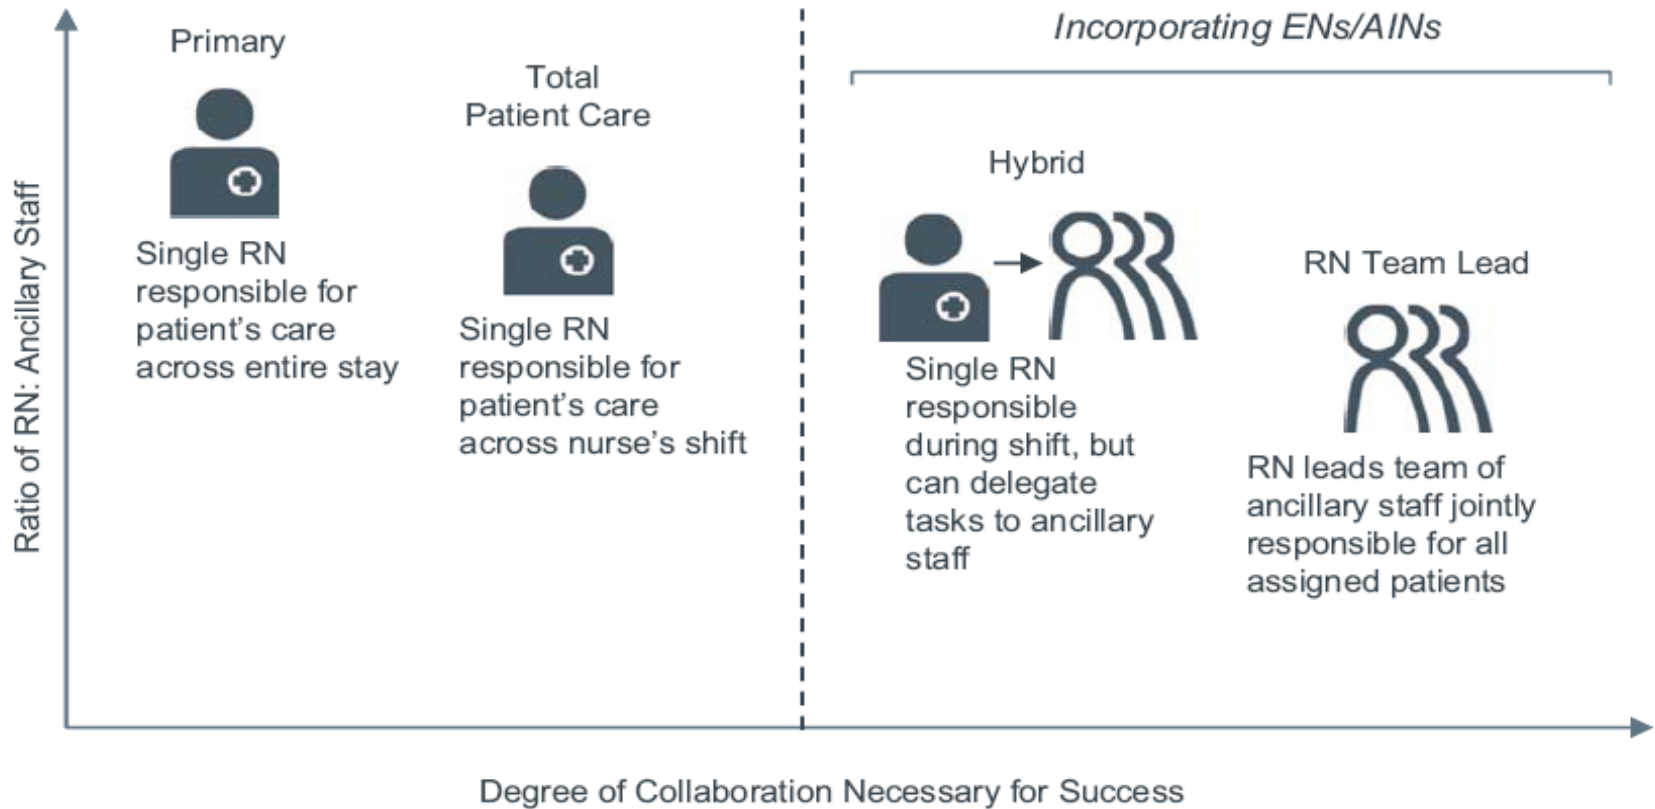 Incorporating ENs/AINs
Primary
Single RN
responsible for
patient’s care
across entire stay
Total
Patient Care
Single RN
responsible for
patient’s care
across nurse’s shift
Hybrid
Single RN
responsible
during shift, but
can delegate
tasks to ancillary
staff
RN Team Lead
RN leads team of
ancillary staff jointly
responsible for all
assigned patients
Ratio of RN: Ancillary Staff
Degree of Collaboration Necessary for Success